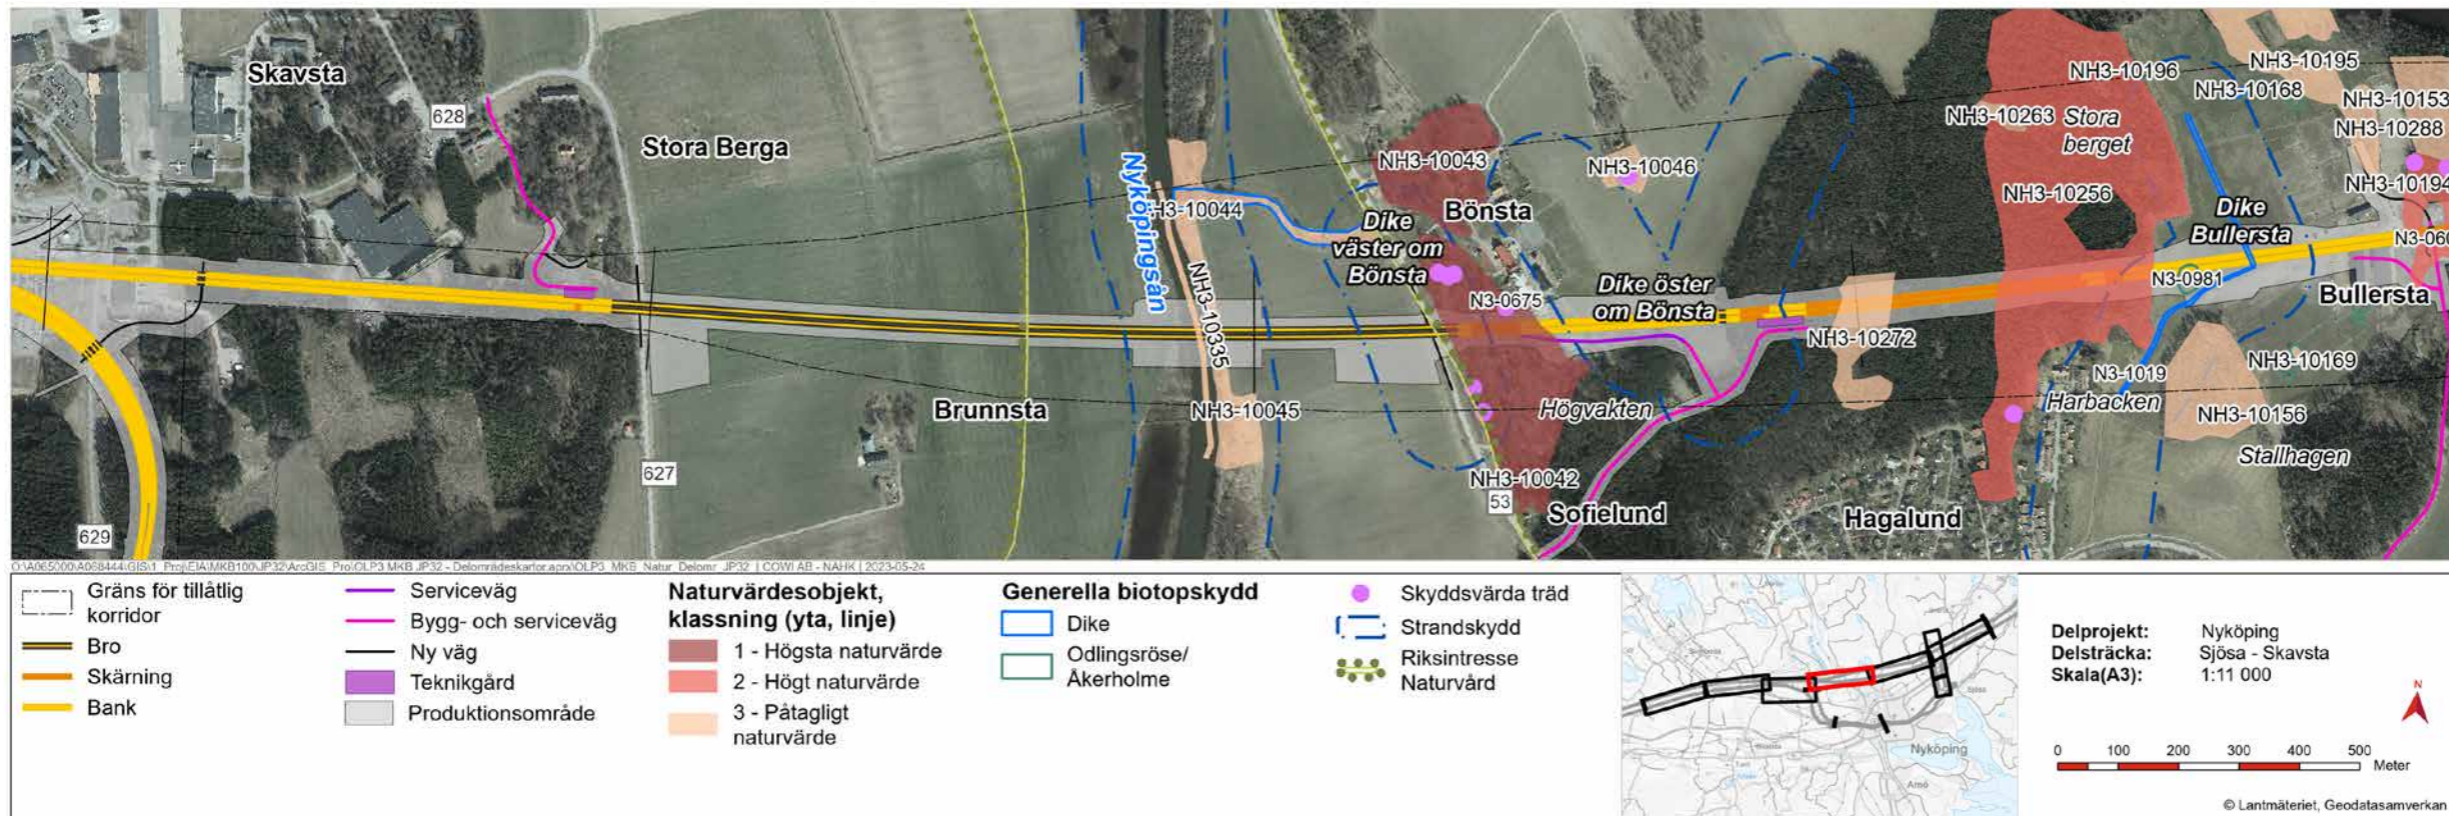 Skavsta
628
Stora Berga
Nyköpingsån
NH3-10044
NH3-10335
NH3-10045
Brunnsta
627
629
NH3-10043
Bönsta
Dike
väster om
Bönsta
N3-0675
NH3-10046
Dike öster
om Bönsta
Högvakten
NH3-10042
53
Sofielund
NH3-10272
Hagalund
NH3-10196
NH3-10263
Stora
berget
NH3-10256
NH3-10195
NH3-10168
NH3-10153
NH3-10288
NH3-10194
Dike
Bullersta
N3-0981
Bullersta
N3-1019
Harbacken
NH3-10169
NH3-10156
Stallhagen
Gräns för tillåtlig
korridor
Bro
Skärning
Bank
Serviceväg
Bygg- och serviceväg
Ny väg
Teknikgård
Produktionsområde
Naturvärdesobjekt,
klassning (yta, linje)
1 - Högsta naturvärde
2 - Högt naturvärde
3 - Påtagligt
naturvärde
Generella biotopskydd
Dike
Odlingsröse/
Åkerholme
Skyddsvärda träd
Strandskydd
Riksintresse
Naturvård
Nyköping
Arnö
Delprojekt: Nyköping
Delsträcka: Sjösa - Skavsta
Skala(A3): 1:11 000
N
0 100 200 300 400 500
Meter
© Lantmäteriet, Geodatasamverkan